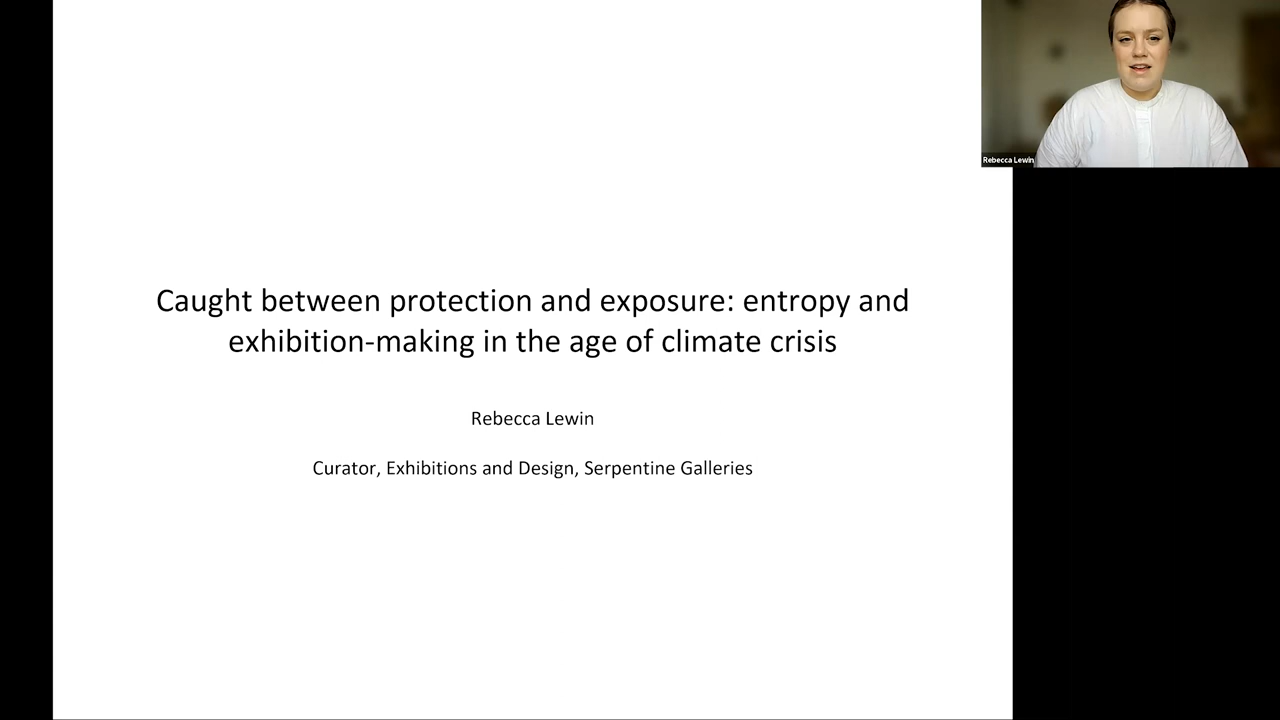 Rebecca Lewin
Caught between protection and exposure: entropy and
exhibition-making in the age of climate crisis
Rebecca Lewin
Curator, Exhibitions and Design, Serpentine Galleries